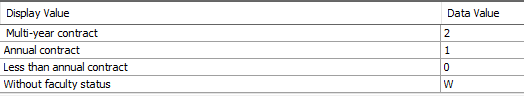 Display Value Data Value
Multi-year contract 2
Annual contract 1
Less than annual contract 0
Without faculty status W